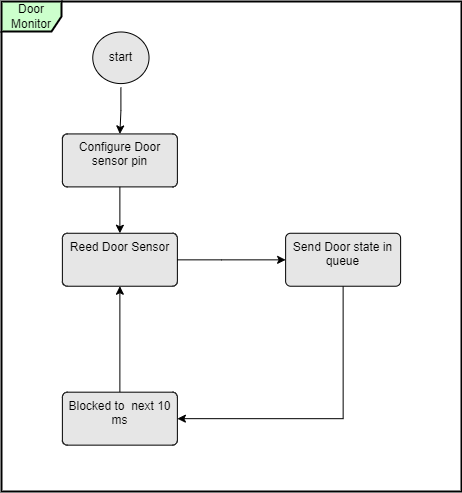 Door
Monitor
start
Configure Door
sensor pin
Reed Door Sensor
Send Door state in
queue
Blocked to  next 10
ms